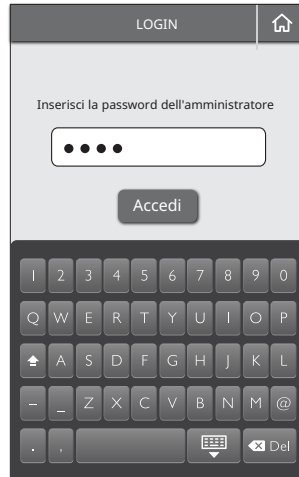 LOGIN
Inserisci la password dell'amministratore
••••
Accedi
1 2 3 4 5 6 7 8 9 0
Q W E R T Y U I O P
A S D F G H J K L
– _ Z X C V B N M @
. , Del